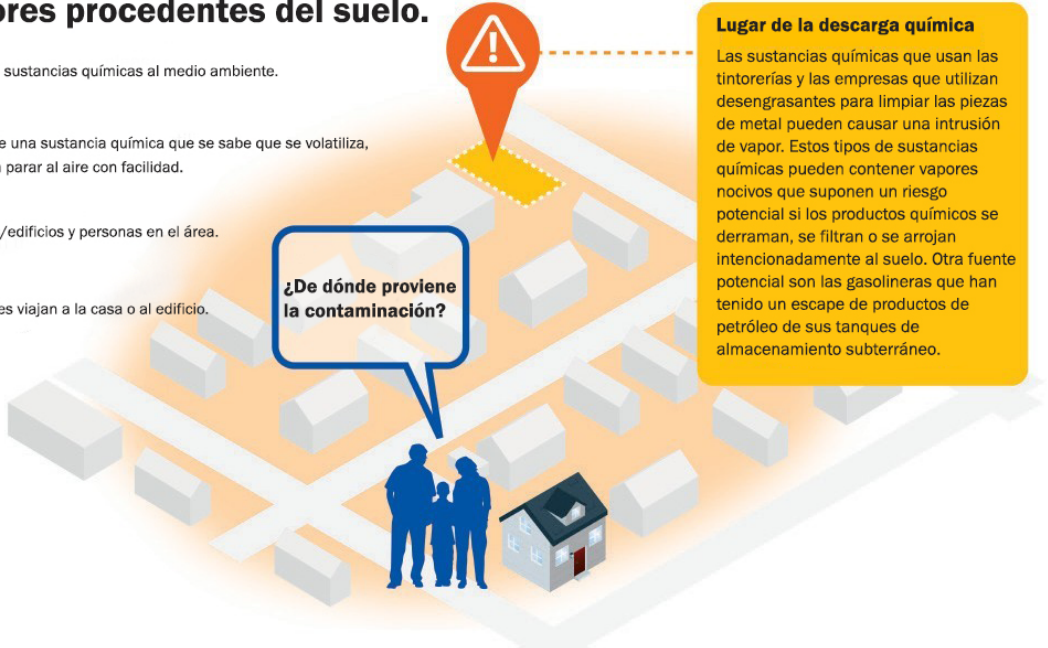 ores procedentes del suelo.
sustancias químicas al medio ambiente.
e una sustancia química que se sabe que se volatiliza,
parar al aire con facilidad.
/edificios y personas en el área.
es viajan a la casa o al edificio.
¿De dónde proviene
la contaminación?
Lugar de la descarga química
Las sustancias químicas que usan las
tintorerías y las empresas que utilizan
desengrasantes para limpiar las piezas
de metal pueden causar una intrusión
de vapor. Estos tipos de sustancias
químicas pueden contener vapores
nocivos que suponen un riesgo
potencial si los productos químicos se
derraman, se filtran o se arrojan
intencionadamente al suelo. Otra fuente
potencial son las gasolineras que han
tenido un escape de productos de
petróleo de sus tanques de
almacenamiento subterráneo.